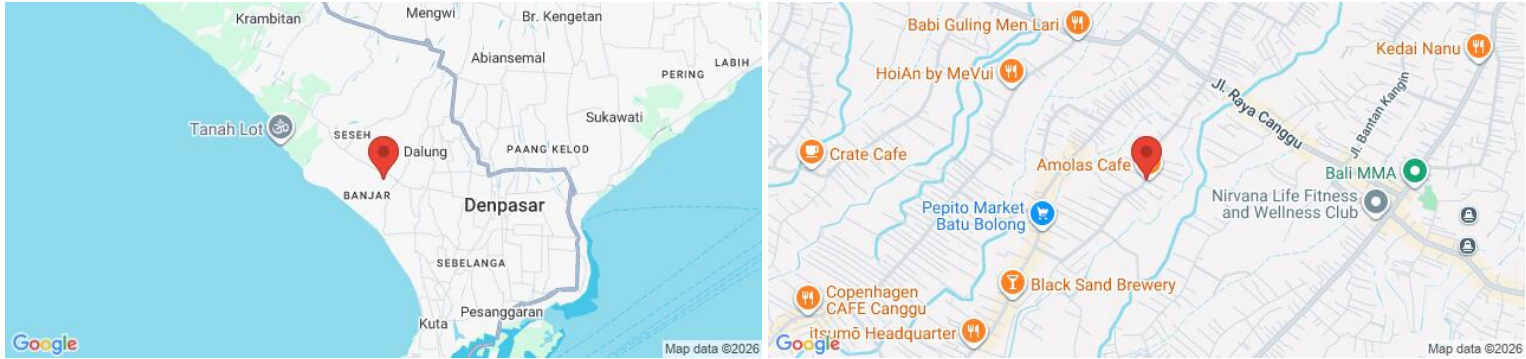 Krambitan
Mengwi
Br. Kengetan
Abiansemal
LABIH
PERING
Sukawati
Tanah Lot
SESEH
Dalung
PAANG KELOD
BANJAR
Denpasar
SEBELANGA
Pesanggaran
Kuta
Google
Map data ©2026
Babi Guling Men Lari
Kedai Nanu
HoiAn by MeVui
Jl. Raya Canggu
Jl. Bantan Kangin
Crate Cafe
Amolas Cafe
Bali MMA
Nirvana Life Fitness
and Wellness Club
Pepito Market
Batu Bolong
Black Sand Brewery
Copenhagen
CAFE Canggu
itsumō Headquarter
Google
Map data ©2026